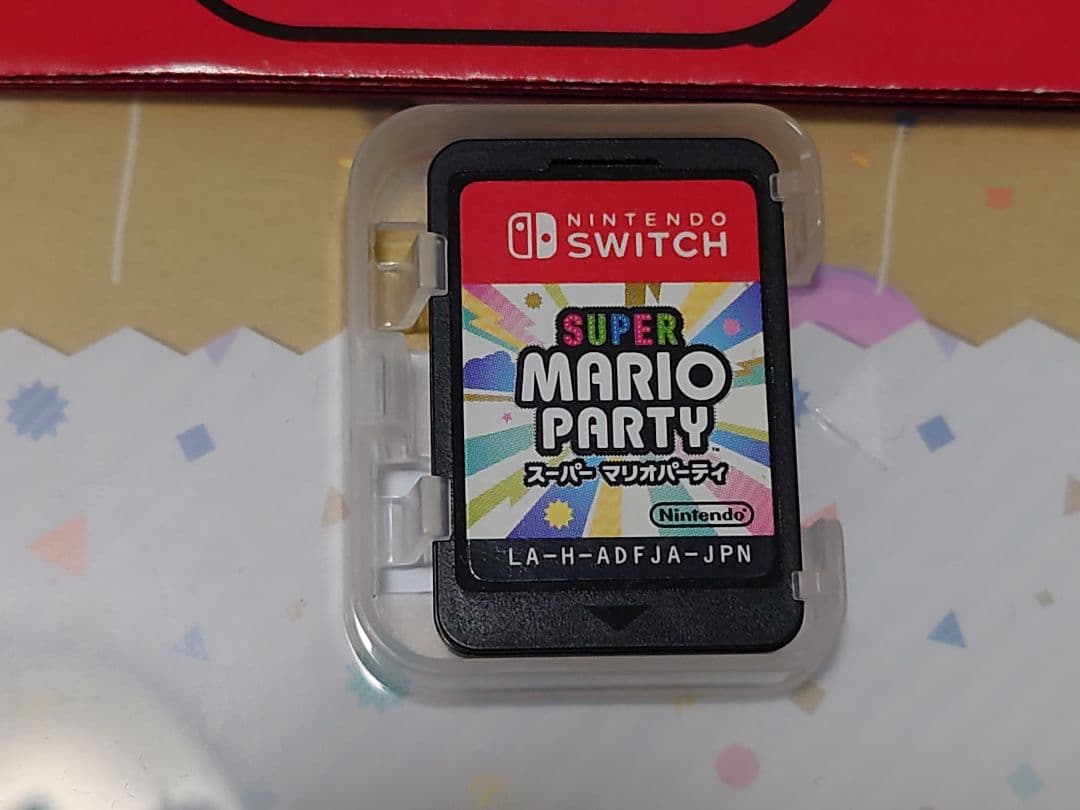 NINTENDO
SWITCH
SUPER
MARIO
PARTY™
スーパー マリオパーティ
Nintendo®
LA-H-ADFJA-JPN